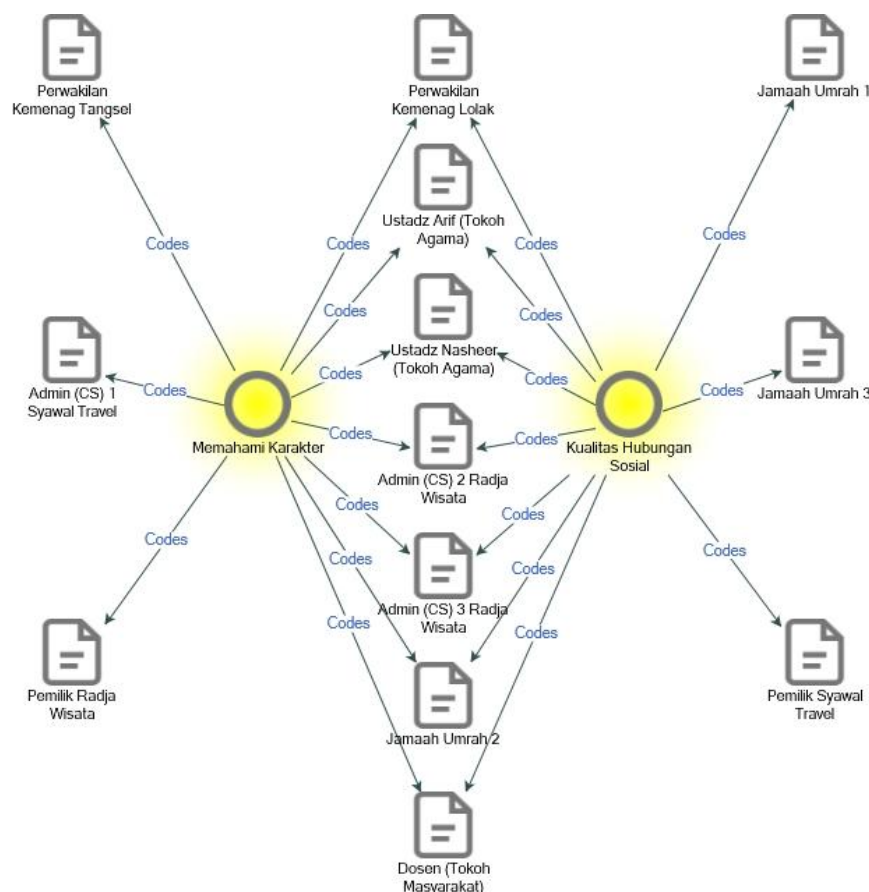 Perwakilan
Kemenag Tangsel
Perwakilan
Kemenag Lolak
Jamaah Umrah 1
Ustadz Arif (Tokoh
Agama)
Codes
Codes
Codes
Codes
Codes
Codes
Ustadz Nasheer
(Tokoh Agama)
Admin (CS) 1
Syawal Travel
Codes
Codes
Codes
Codes
Jamaah Umrah 3
Memahami Karakter
Codes
Codes
Kualitas Hubungan
Sosial
Admin (CS) 2 Radja
Wisata
Codes
Codes
Codes
Codes
Admin (CS) 3 Radja
Wisata
Codes
Codes
Codes
Codes
Pemilik Radja
Wisata
Jamaah Umrah 2
Pemilik Syawal
Travel
Dosen (Tokoh
Masyarakat)